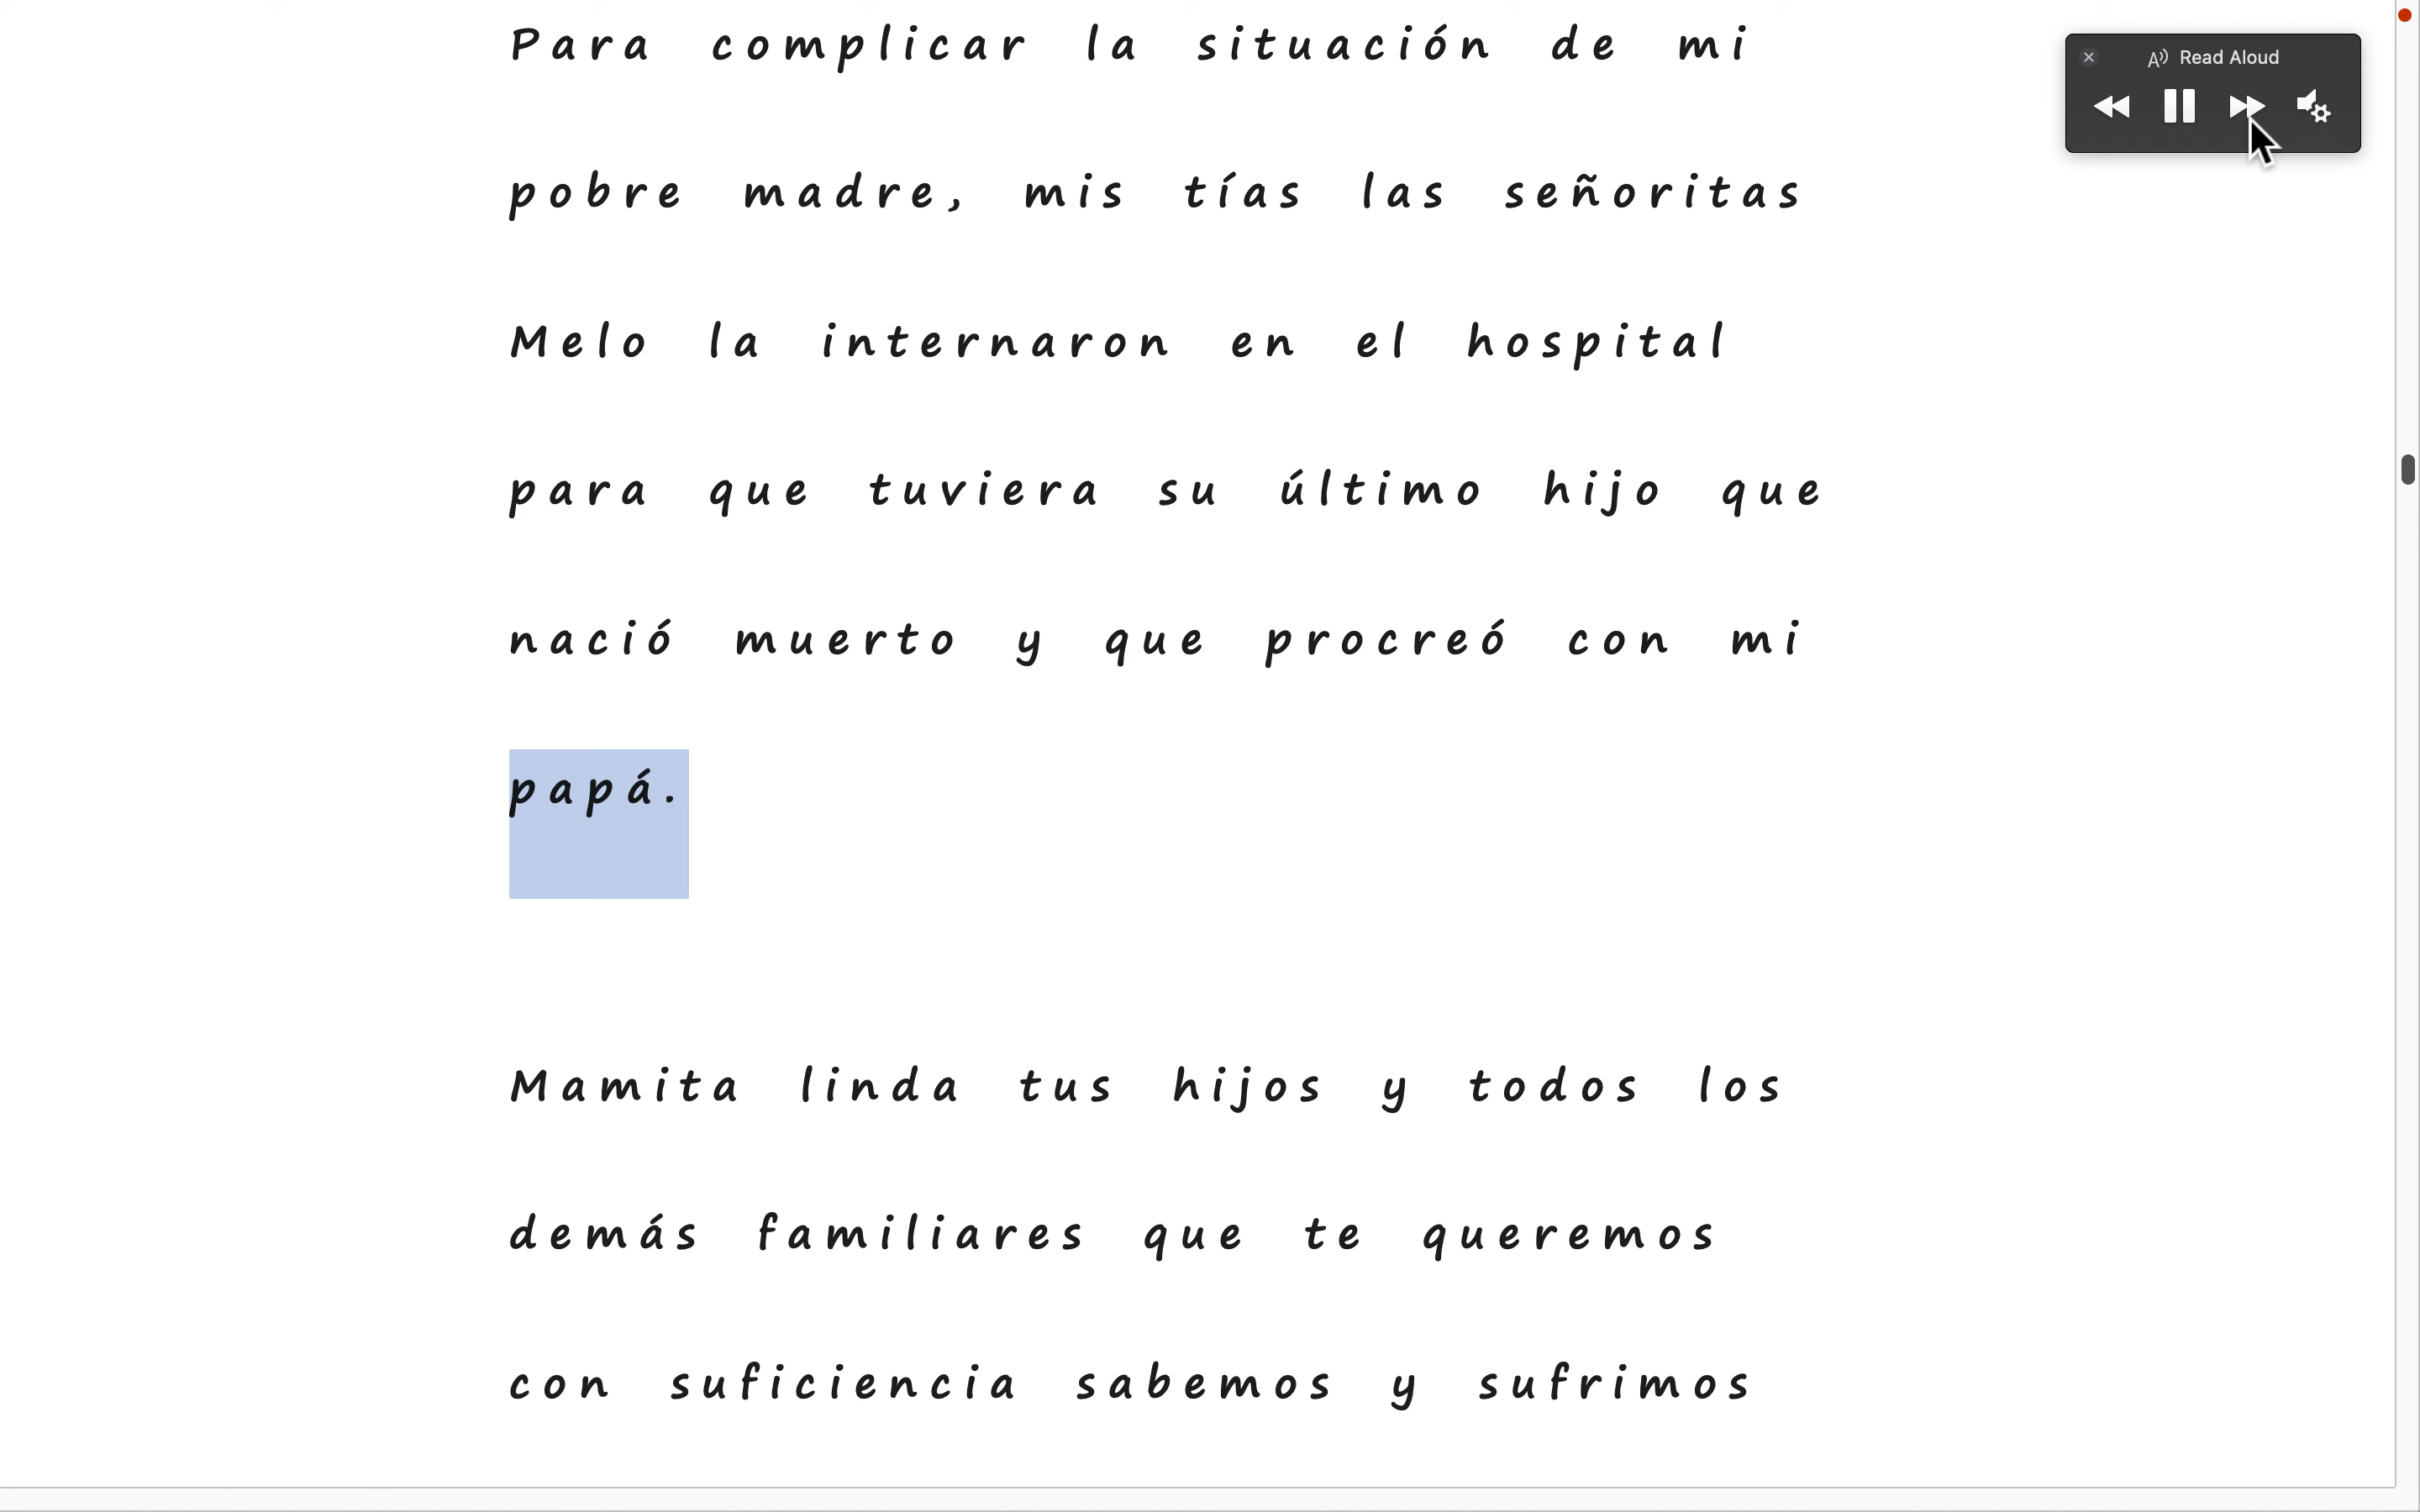 Para complicar la situación de mi
Read Aloud
pobre madre, mis tías las señoritas
Melo la internaron en el hospital
para que tuviera su último hijo que
nació muerto y que procreó con mi
papá.
Mamita linda tus hijos y todos los
demás familiares que te queremos
con suficiencia sabemos y sufrimos